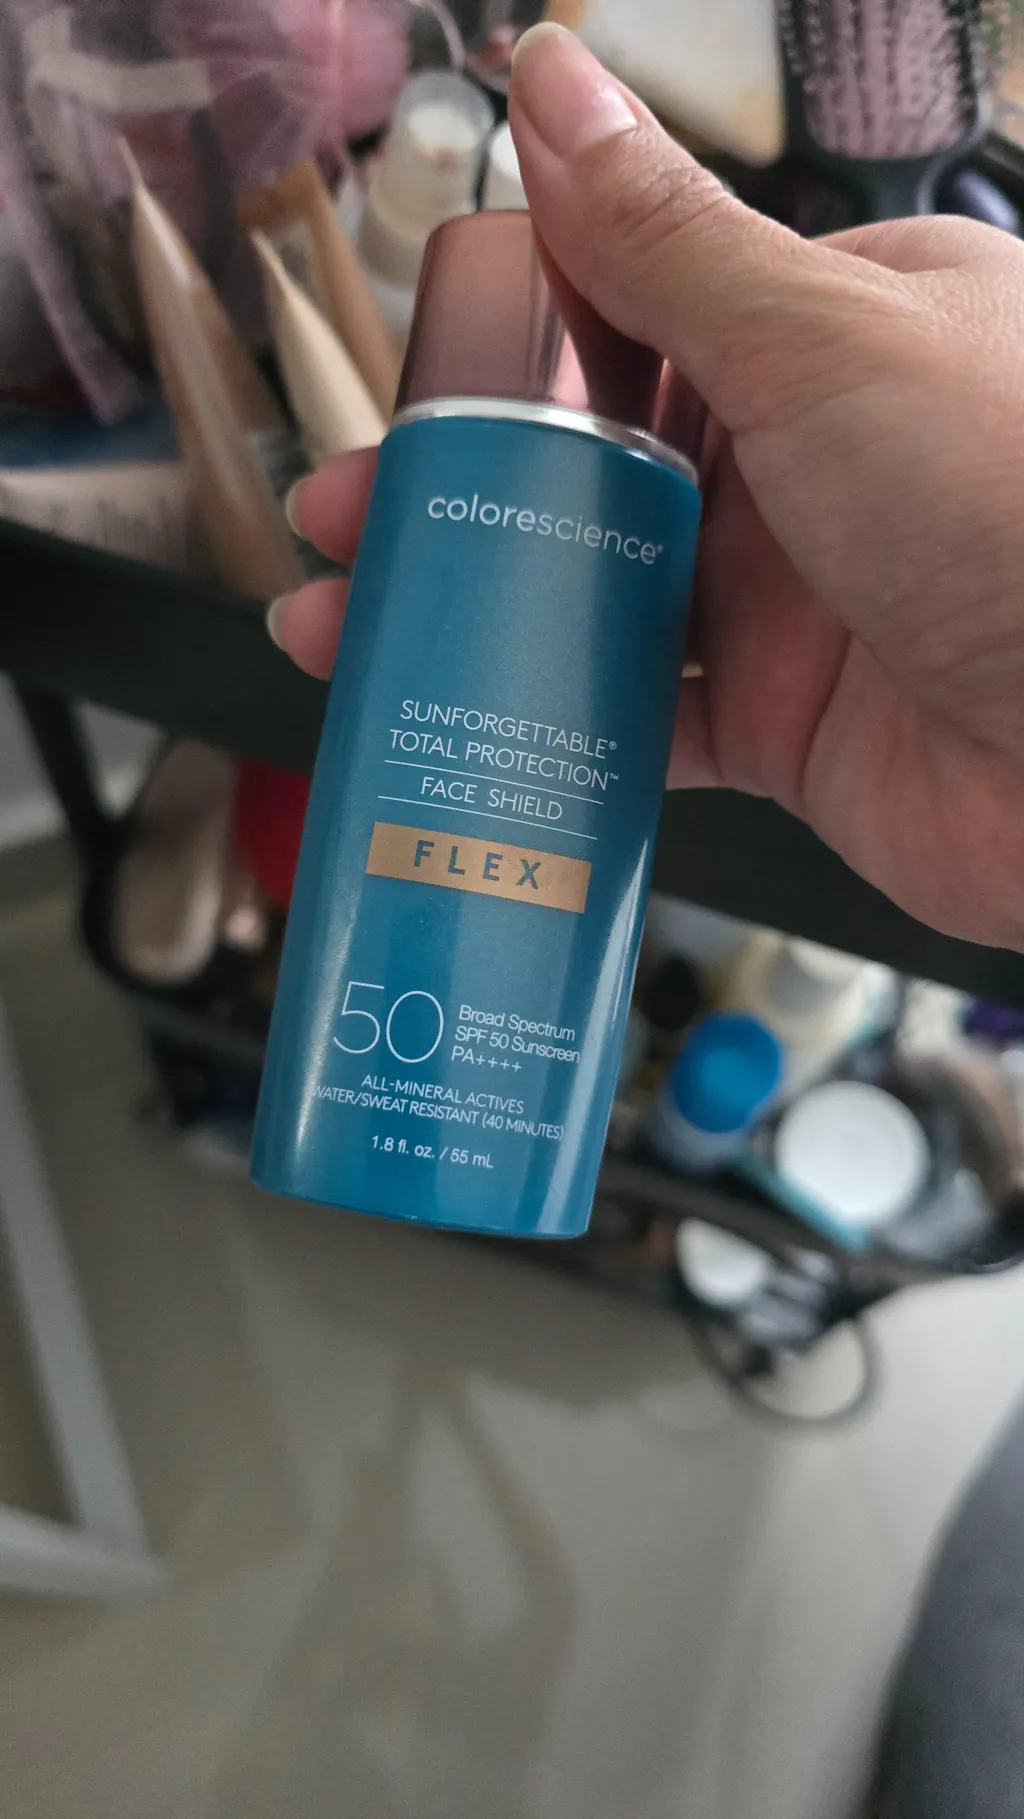 colorescience®
SUNFORGETTABLE®
TOTAL PROTECTION™
FACE SHIELD
FLEX
50
Broad Spectrum
SPF 50 Sunscreen
PA++++
ALL-MINERAL ACTIVES
WATER/SWEAT RESISTANT (40 MINUTES)
1.8 fl. oz. / 55 mL